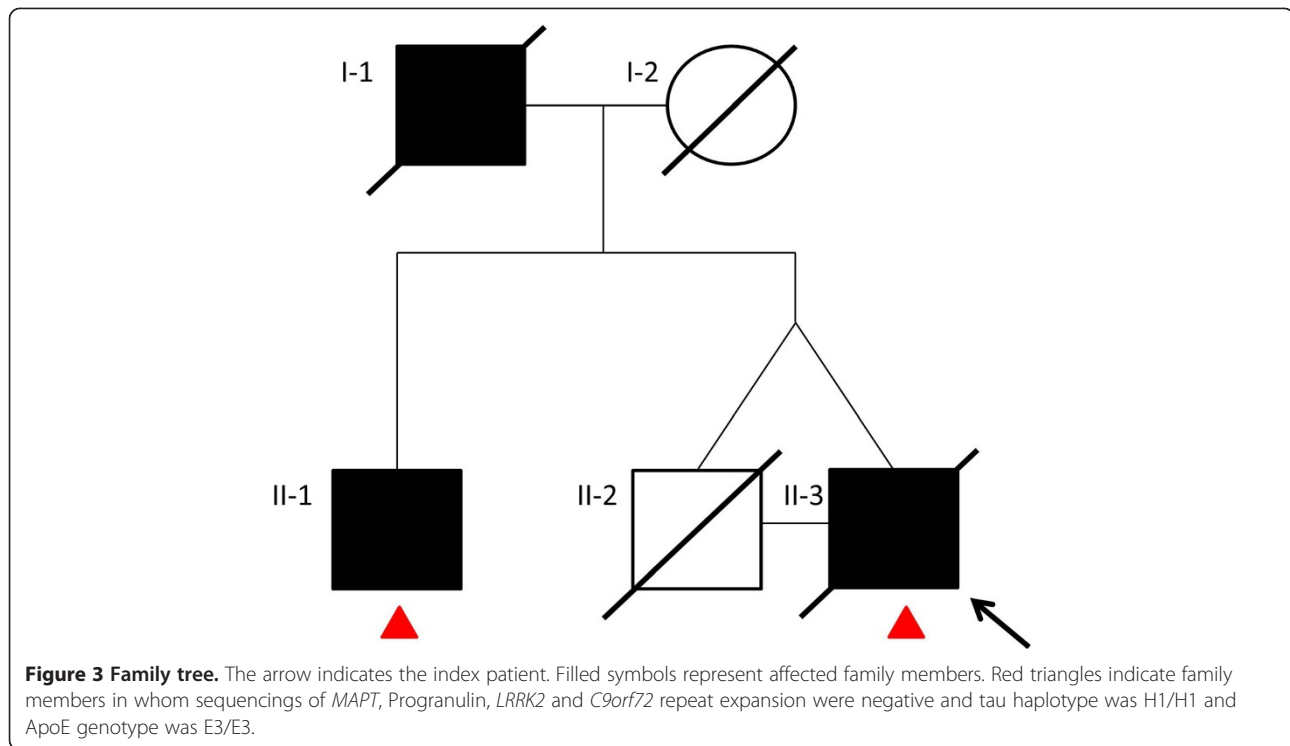 I-1
I-2
II-1
II-2
II-3
Figure 3 Family tree. The arrow indicates the index patient. Filled symbols represent affected family
members. Red triangles indicate family
members in whom sequencings of MAPT, Progranulin, LRRK2 and C9orf72 repeat expansion were negative and tau haplotype was H1/H1 and
ApoE genotype was E3/E3.